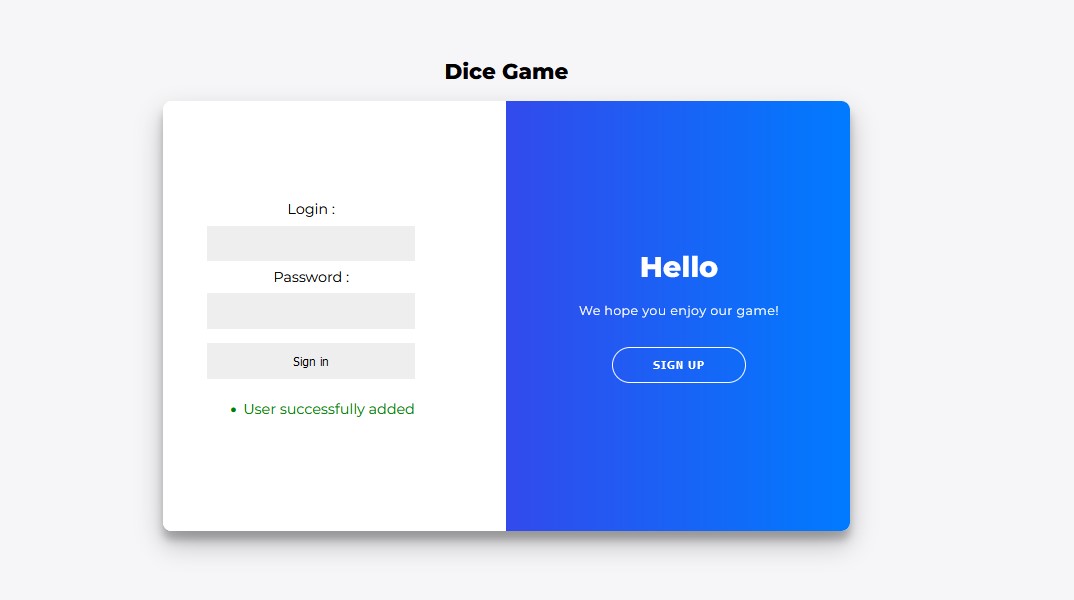 Dice Game
Login :
Password :
Sign in
• User successfully added
Hello
We hope you enjoy our game!
SIGN UP